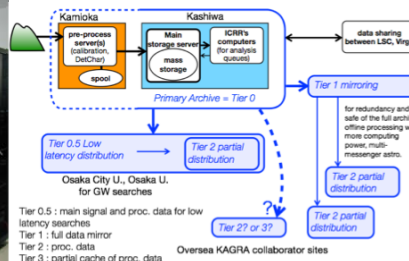 Kamioka
Kashiwa
pre-process
server(s)
(calibration,
DetChar)
spool
Main
storage server
mass
storage
ICRR's
computers
(for analysis
queues)
Primary Archive = Tier 0
data sharing
between LSC, Virg
Tier 1 mirroring
for redundancy and
safe of the full archi
offline processing w
more computing
power, multi-
messenger astro.
Tier 0.5 Low
latency distribution
Tier 2 partial
distribution
Osaka City U., Osaka U.
for GW searches
Tier 2 partial
distribution
Tier 2 partial
distribution
?
Tier 2? or 3?
Oversea KAGRA collaborator sites
Tier 0.5 : main signal and proc. data for low
latency searches
Tier 1 : full data mirror
Tier 2 : proc. data
Tier 3 : partial cache of proc. data